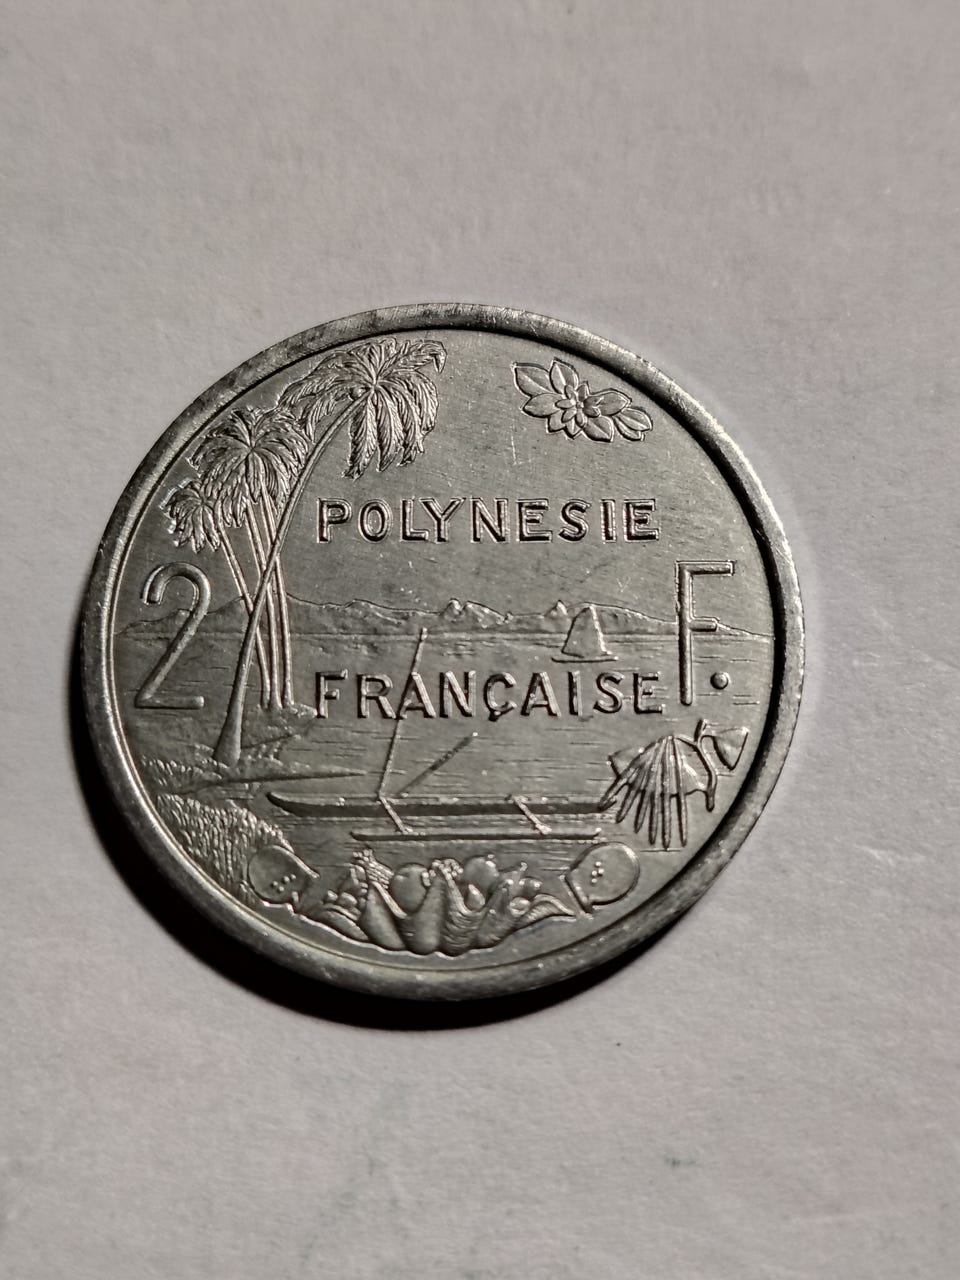 POLYNESIE
2 F.
FRANÇAISE